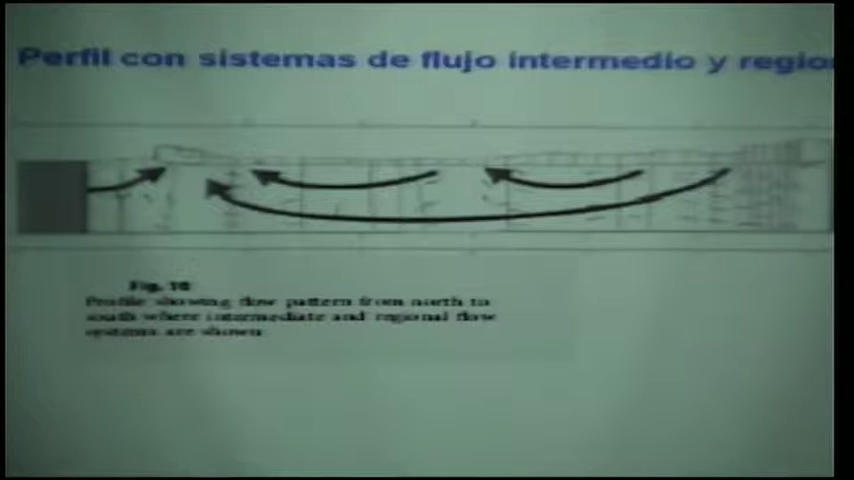 Perfil con sistemas de flujo intermedio y regio
Fig. 10
Profile showing flow pattern from north to
south where intermediate and regional flow
systems are shown